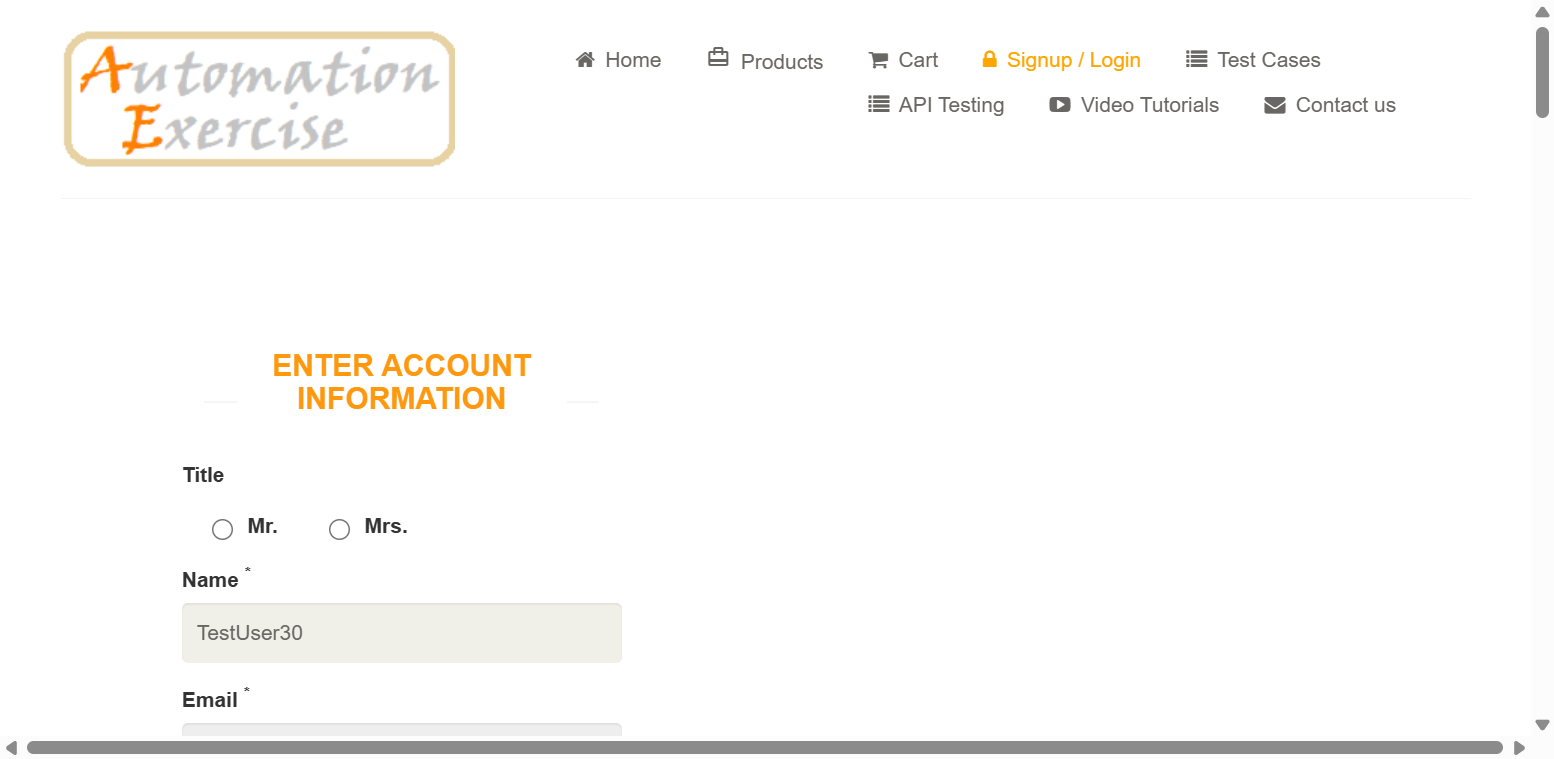 Automation
Exercise
Home
Products
Cart
Signup / Login
Test Cases
API Testing
Video Tutorials
Contact us
ENTER ACCOUNT
INFORMATION
Title
Mr.
Mrs.
Name *
TestUser30
Email *